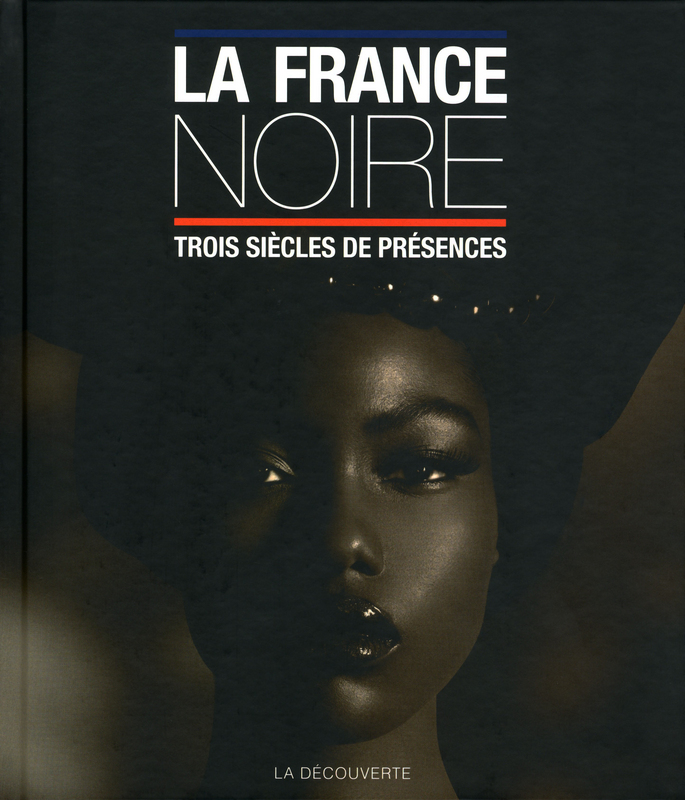 LA FRANCE
NOIRE
TROIS SIÈCLES DE PRÉSENCES
LA DÉCOUVERTE